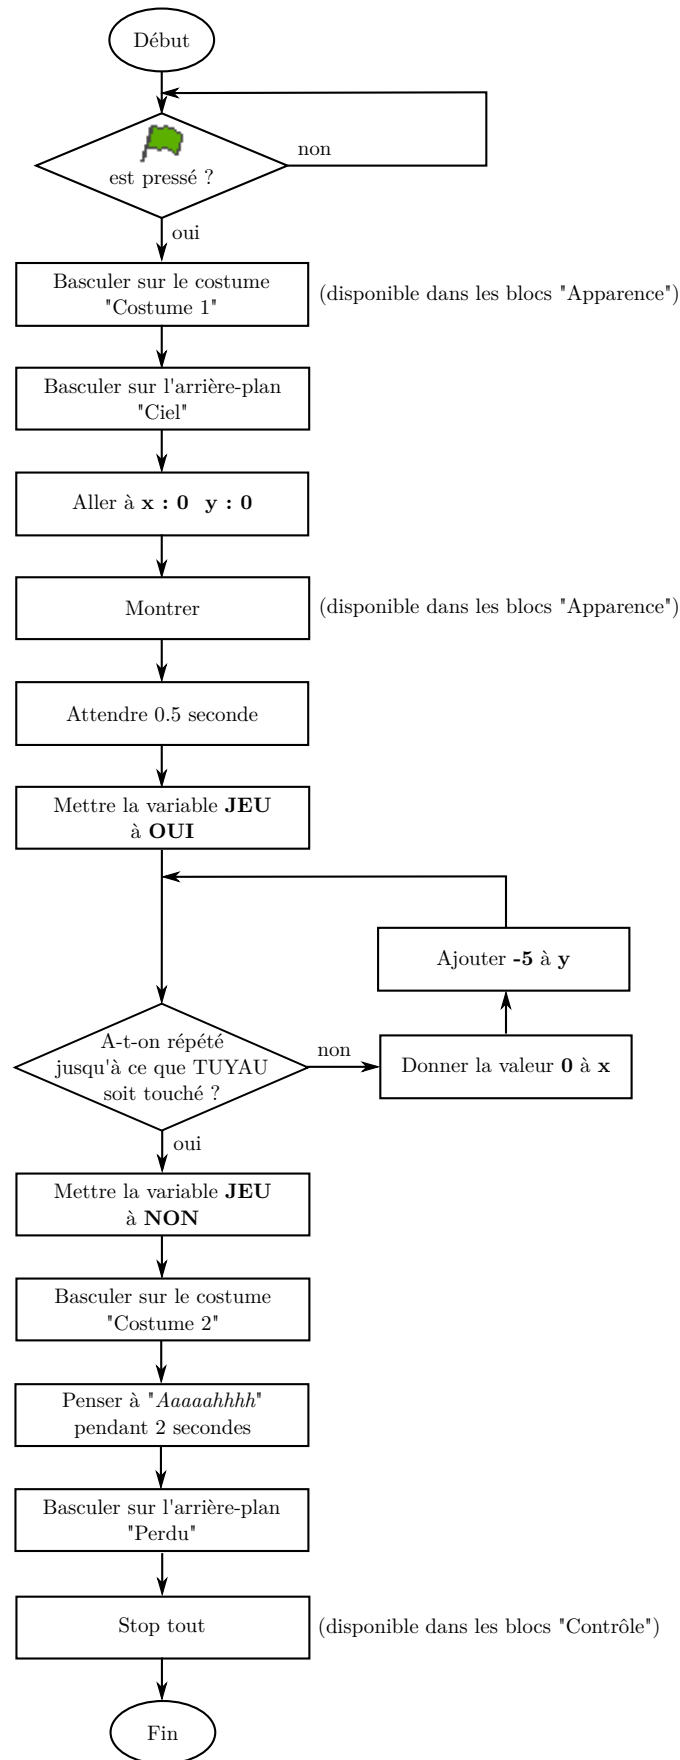 Début
non
est pressé ?
oui
Basculer sur le costume
"Costume 1"
(disponible dans les blocs "Apparence")
Basculer sur l'arrière-plan
"Ciel"
Aller à x : 0 y : 0
Montrer
(disponible dans les blocs "Apparence")
Attendre 0.5 seconde
Mettre la variable JEU
à OUI
Ajouter -5 à y
A-t-on répété
jusqu'à ce que TUYAU
soit touché ?
non
Donner la valeur 0 à x
oui
Mettre la variable JEU
à NON
Basculer sur le costume
"Costume 2"
Penser à "Aaaaahhhh"
pendant 2 secondes
Basculer sur l'arrière-plan
"Perdu"
Stop tout
(disponible dans les blocs "Contrôle")
Fin